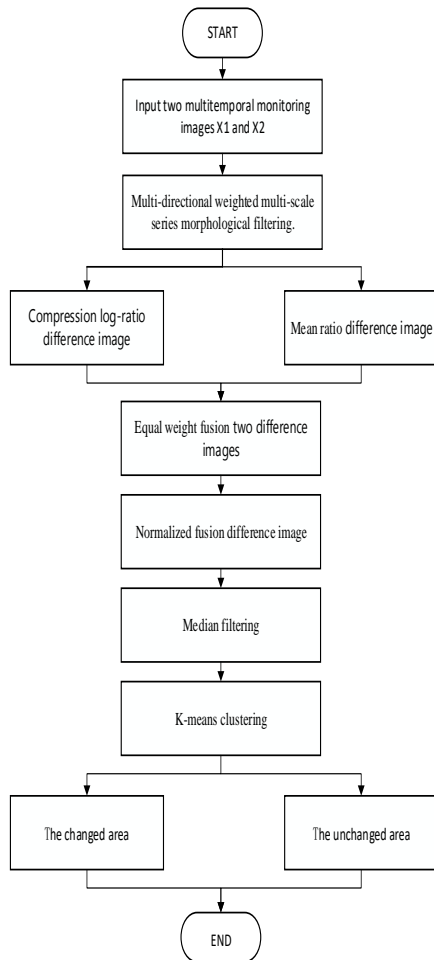 START
Input two multitemporal monitoring
images X1 and X2
Multi-directional weighted multi-scale
series morphological filtering.
Compression log-ratio
difference image
Mean ratio difference image
Equal weight fusion two difference
images
Normalized fusion difference image
Median filtering
K-means clustering
The changed area
The unchanged area
END